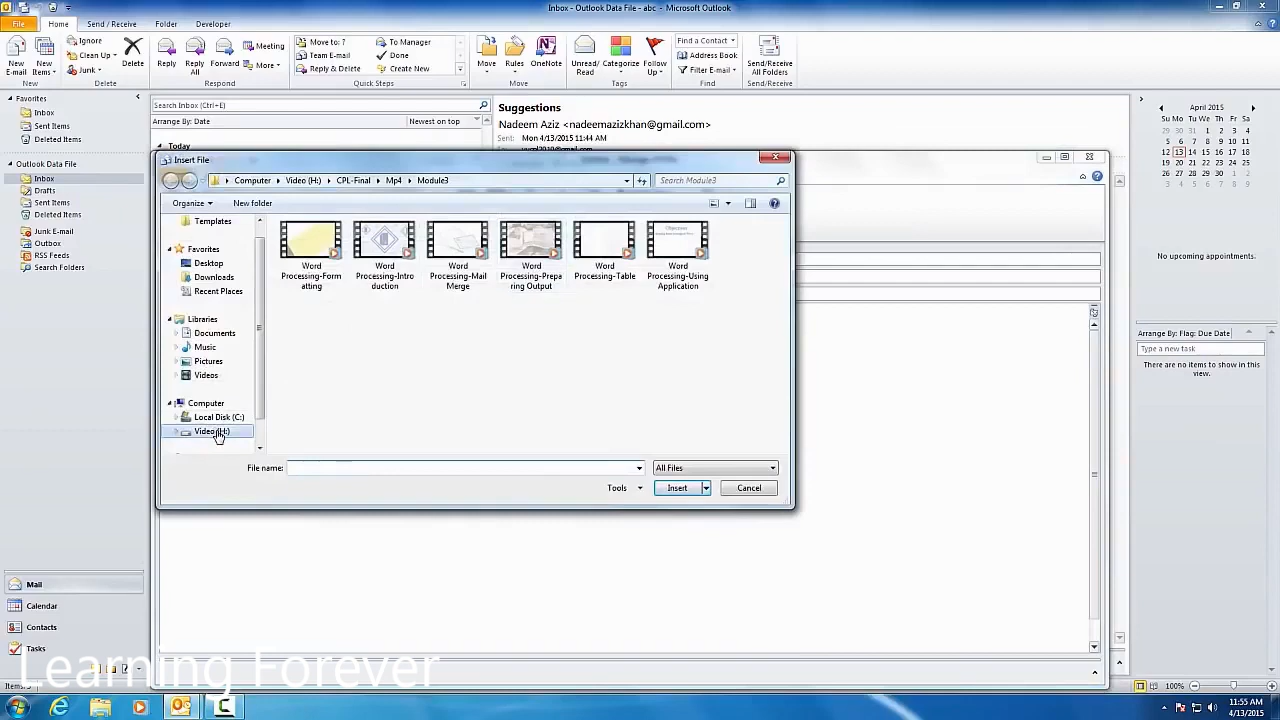 Inbox - Outlook Data File - abc - Microsoft Outlook
File Home Send / Receive Folder Developer
New E-mail
New Items
Ignore
Clean Up
Junk
Delete
Reply
Reply All
Forward
Meeting
More
Move to: ?
Team E-mail
Reply & Delete
To Manager
Done
Create New
Move
Rules
OneNote
Unread/ Read
Categorize
Follow Up
Find a Contact
Address Book
Filter E-mail
Send/Receive All Folders
New Delete Respond Quick Steps Move Tags Find Send/Receive
Favorites
Inbox
Sent Items
Deleted Items
Outlook Data File
Inbox
Drafts
Sent Items
Deleted Items
Junk E-mail
Outbox
RSS Feeds
Search Folders
Mail
Calendar
Contacts
Tasks
Search Inbox (Ctrl+E)
Arrange By: Date Newest on top
Today
Suggestions
Nadeem Aziz <nadeemazizkhan@gmail.com>
Sent: Mon 4/13/2015 11:44 AM
Insert File
Computer Video (H:) CPL-Final Mp4 Module3
Search Module3
Organize New folder
Templates
Favorites
Desktop
Downloads
Recent Places
Libraries
Documents
Music
Pictures
Videos
Computer
Local Disk (C:)
Video (H:)
Word Processing-Formatting
Word Processing-Introduction
Word Processing-Mail Merge
Word Processing-Preparing Output
Word Processing-Table
Objectives
Word Processing-Using Application
File name:
All Files
Tools Insert Cancel
April 2015
Su Mo Tu We Th Fr Sa
29 30 31 1 2 3 4
5 6 7 8 9 10 11
12 13 14 15 16 17 18
19 20 21 22 23 24 25
26 27 28 29 30 1 2
3 4 5 6 7 8 9
No upcoming appointments.
Arrange By: Flag: Due Date
Type a new task
There are no items to show in this view.
Learning Forever
100%
11:55 AM
4/13/2015